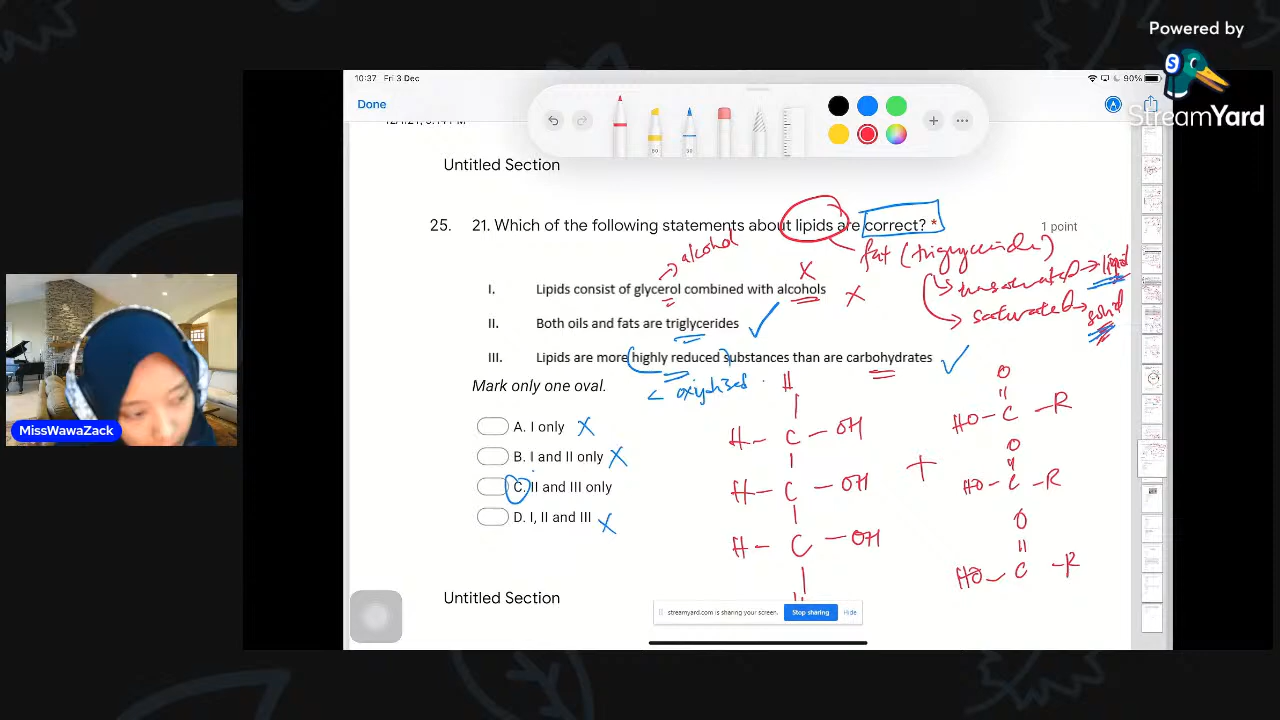 Powered by
S
StreamYard
10:37 Fri 3 Dec
90%
Done
50
50
Untitled Section
25. 21. Which of the following statements about lipids are correct? *
1 point
alcohol
fat (triglyceride)
unsaturated → liquid
saturated → solid
X
I. Lipids consist of glycerol combined with alcohols X
II. Both oils and fats are triglycerides ✓
III. Lipids are more (highly reduced) substances than are carbohydrates ✓
< oxydised
Mark only one oval.
A. I only X
B. I and II only X
C. II and III only
D. I, II and III X
H
H - C - OH
H - C - OH
H - C - OH
+
O
HO - C - R
O
HO - C - R
O
HO - C - R
MissWawaZack
Untitled Section
streamyard.com is sharing your screen.
Stop sharing
Hide